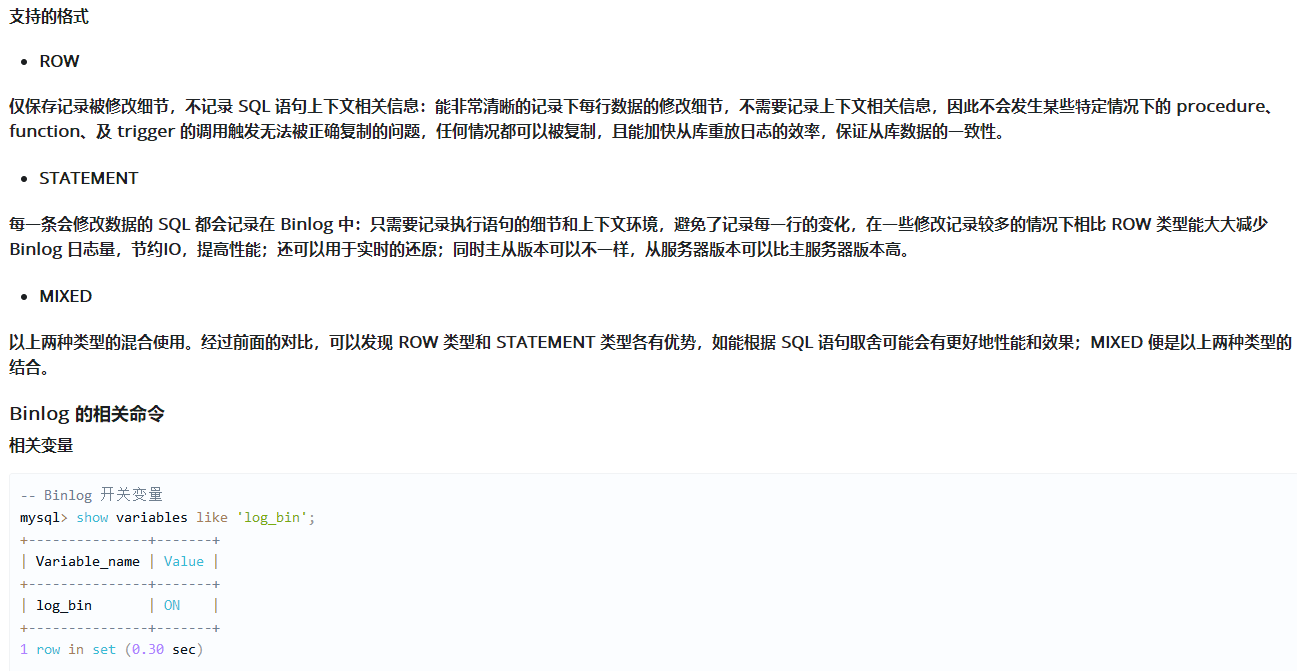 支持的格式
• ROW
仅保存记录被修改细节，不记录 SQL 语句上下文相关信息：能非常清晰的记录下每行数据的修改细节，不需要记录上下文相关信息，因此不会发生某些特定情况下的 procedure、
function、及 trigger 的调用触发无法被正确复制的问题，任何情况都可以被复制，且能加快从库重放日志的效率，保证从库数据的一致性。
• STATEMENT
每一条会修改数据的 SQL 都会记录在 Binlog 中：只需要记录执行语句的细节和上下文环境，避免了记录每一行的变化，在一些修改记录较多的情况下相比 ROW 类型能大大减少
Binlog 日志量，节约IO，提高性能；还可以用于实时的还原；同时主从版本可以不一样，从服务器版本可以比主服务器版本高。
• MIXED
以上两种类型的混合使用。经过前面的对比，可以发现 ROW 类型和 STATEMENT 类型各有优势，如能根据 SQL 语句取舍可能会有更好地性能和效果；MIXED 便是以上两种类型的
结合。
Binlog 的相关命令
相关变量
-- Binlog 开关变量
mysql> show variables like 'log_bin';
+---------------+-------+
| Variable_name | Value |
+---------------+-------+
| log_bin       | ON    |
+---------------+-------+
1 row in set (0.30 sec)